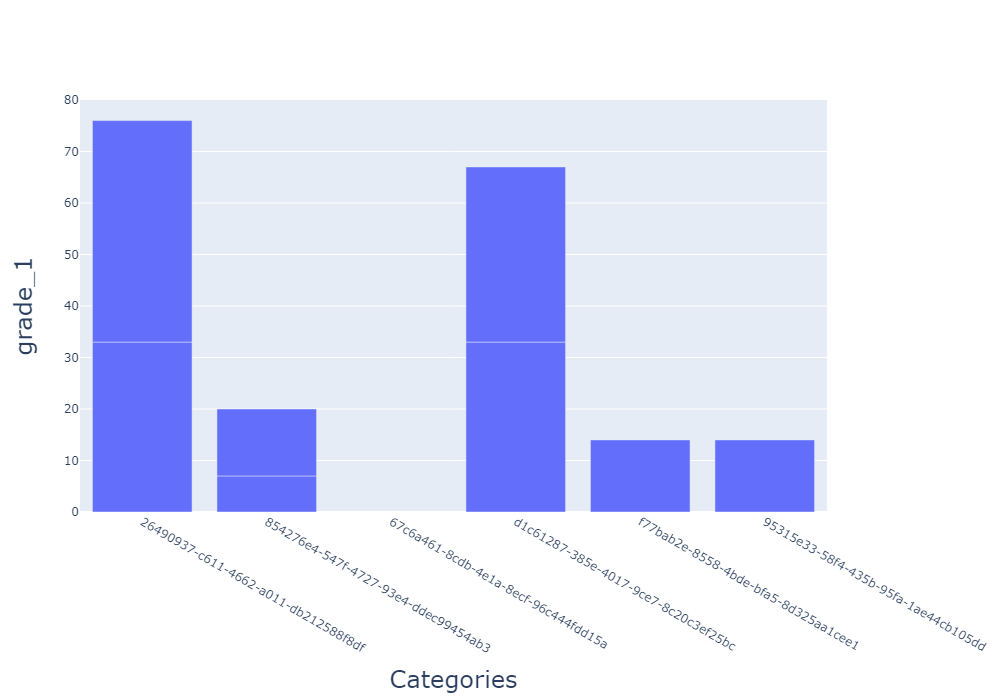 80
70
60
50
40
30
20
10
0
grade_1
26490937-c611-4662-a011-db212588f8df
854276e4-547f-4727-93e4-ddec99454ab3
67c6a461-8cdb-4e1a-8ecf-96c444fdd15a
d1c61287-385e-4017-9ce7-8c20c3ef25bc
f77bab2e-8558-4bde-bfa5-8d325aa1cee1
95315e33-58f4-435b-95fa-1ae44cb105dd
Categories